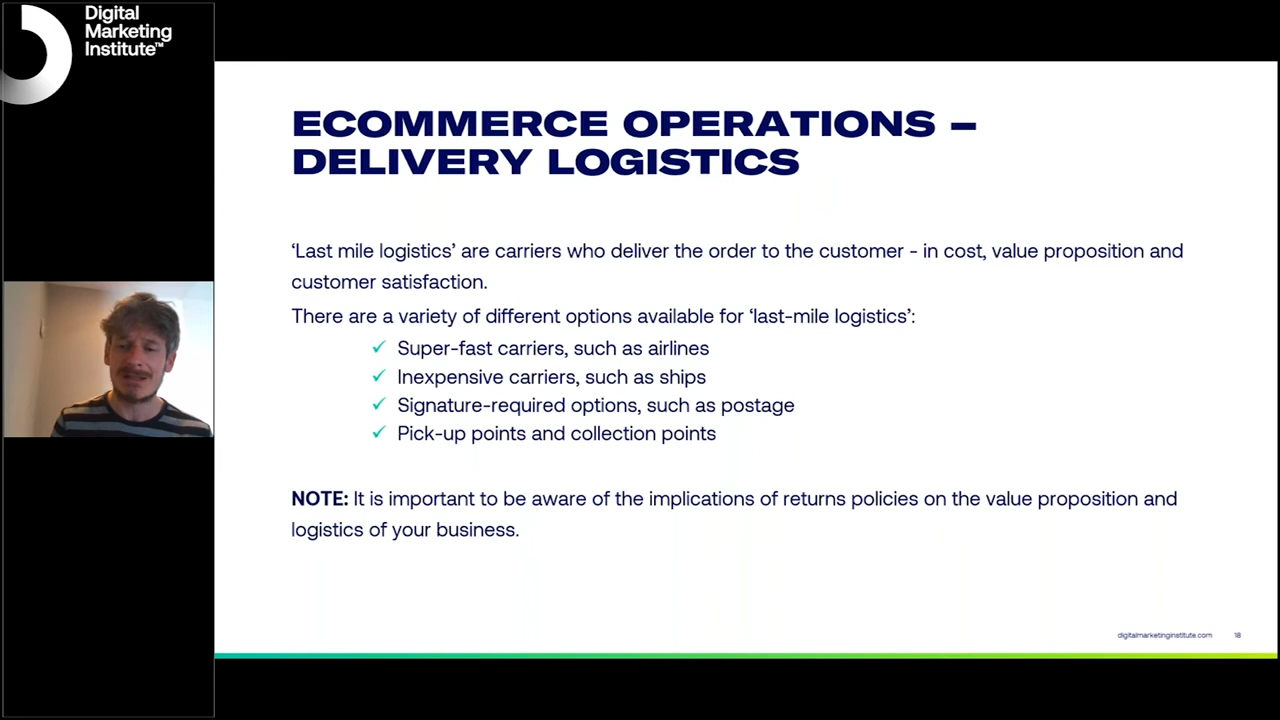 Digital
Marketing
Institute™
ECOMMERCE OPERATIONS –
DELIVERY LOGISTICS
‘Last mile logistics’ are carriers who deliver the order to the customer - in cost, value proposition and
customer satisfaction.
There are a variety of different options available for ‘last-mile logistics’:
✓ Super-fast carriers, such as airlines
✓ Inexpensive carriers, such as ships
✓ Signature-required options, such as postage
✓ Pick-up points and collection points
NOTE: It is important to be aware of the implications of returns policies on the value proposition and
logistics of your business.
digitalmarketinginstitute.com 18